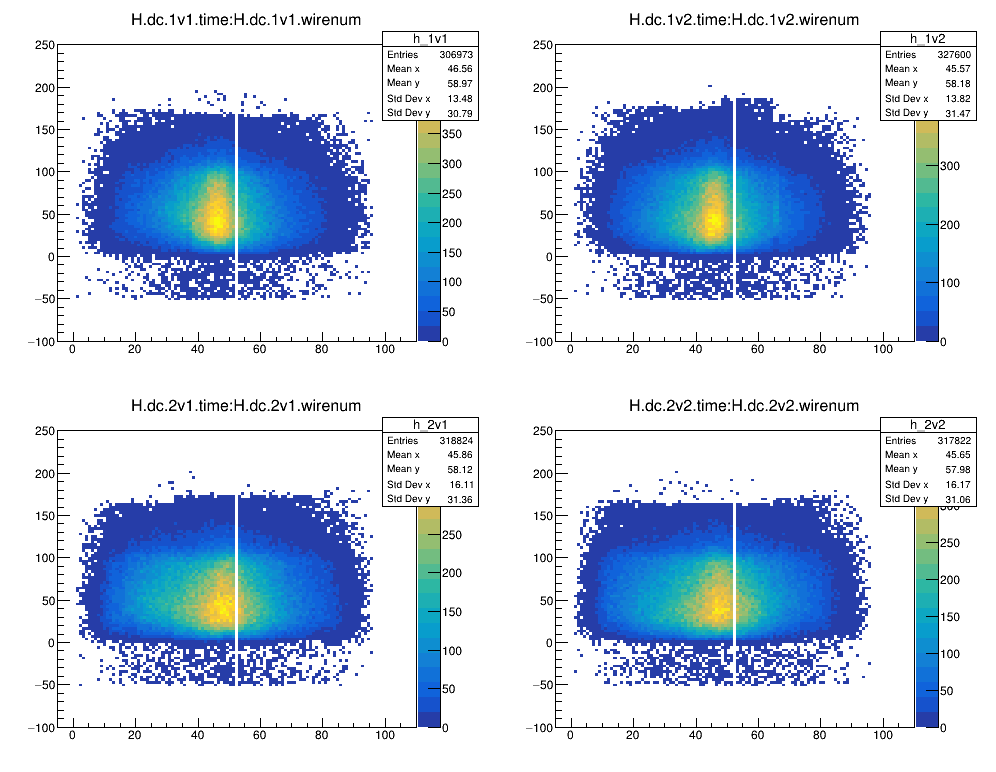 H.dc.1v1.time:H.dc.1v1.wirenum
h_1v1
Entries 306973
Mean x 46.56
Mean y 58.97
Std Dev x 13.48
Std Dev y 30.79
250
200
150
100
50
0
−50
−100
0 20 40 60 80 100
350
300
250
200
150
100
50
0
H.dc.1v2.time:H.dc.1v2.wirenum
h_1v2
Entries 327600
Mean x 45.57
Mean y 58.18
Std Dev x 13.82
Std Dev y 31.47
250
200
150
100
50
0
−50
−100
0 20 40 60 80 100
300
200
100
0
H.dc.2v1.time:H.dc.2v1.wirenum
h_2v1
Entries 318824
Mean x 45.86
Mean y 58.12
Std Dev x 16.11
Std Dev y 31.36
250
200
150
100
50
0
−50
−100
0 20 40 60 80 100
250
200
150
100
50
0
H.dc.2v2.time:H.dc.2v2.wirenum
h_2v2
Entries 317822
Mean x 45.65
Mean y 57.98
Std Dev x 16.17
Std Dev y 31.06
250
200
150
100
50
0
−50
−100
0 20 40 60 80 100
300
250
200
150
100
50
0